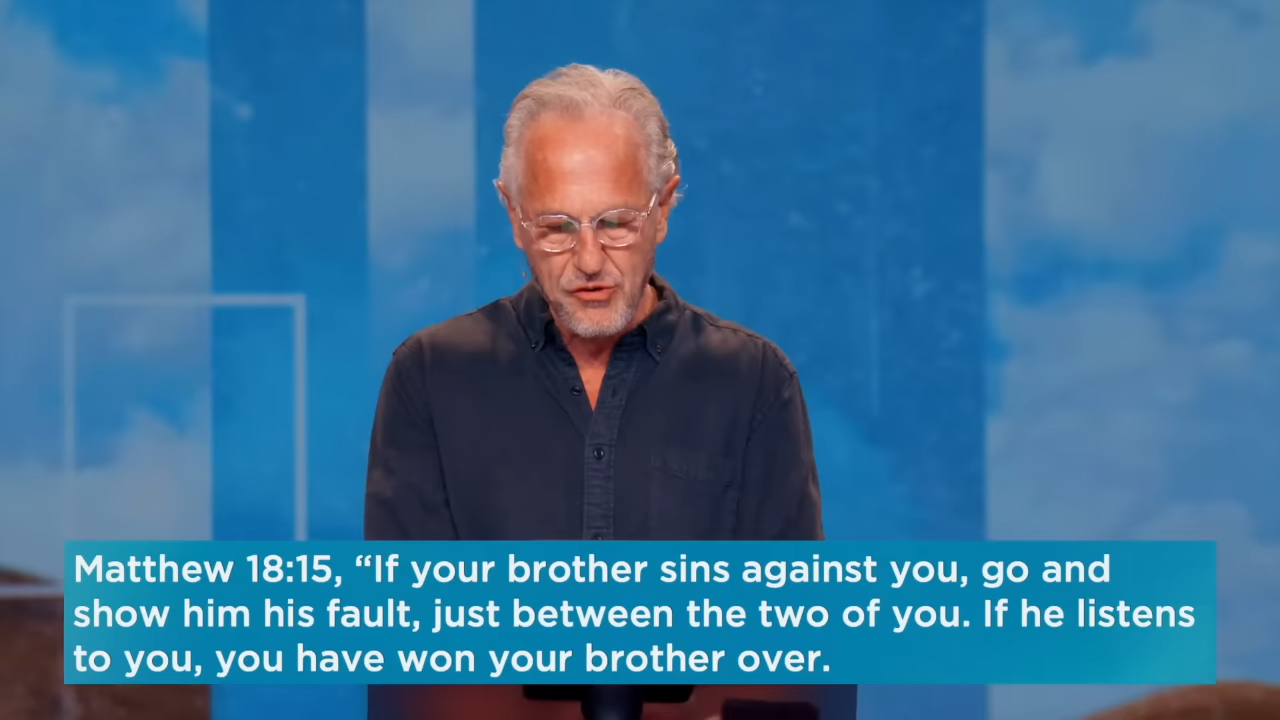 Matthew 18:15, “If your brother sins against you, go and
show him his fault, just between the two of you. If he listens
to you, you have won your brother over.